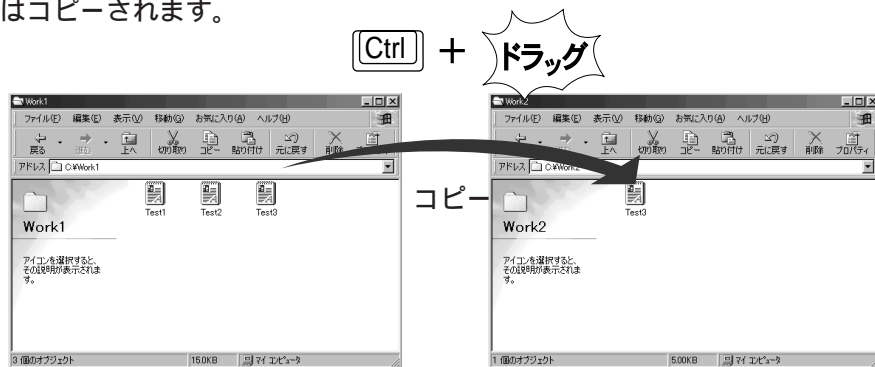 はコピーされます。
Ctrl + ドラッグ
Work1
ファイル(F) 編集(E) 表示(V) 移動(G) お気に入り(A) ヘルプ(H)
戻る 進む 上へ 切り取り コピー 貼り付け 元に戻す 削除
アドレス C:¥Work1
Work1
アイコンを選択すると、
その説明が表示されま
す。
Test1 Test2 Test3
3 個のオブジェクト 15.0KB マイ コンピュータ
コピー
Work2
ファイル(F) 編集(E) 表示(V) 移動(G) お気に入り(A) ヘルプ(H)
戻る 上へ 切り取り コピー 貼り付け 元に戻す 削除 プロパティ
アドレス C:¥Work2
Work2
アイコンを選択すると、
その説明が表示されま
す。
Test3
1 個のオブジェクト 5.00KB マイ コンピュータ